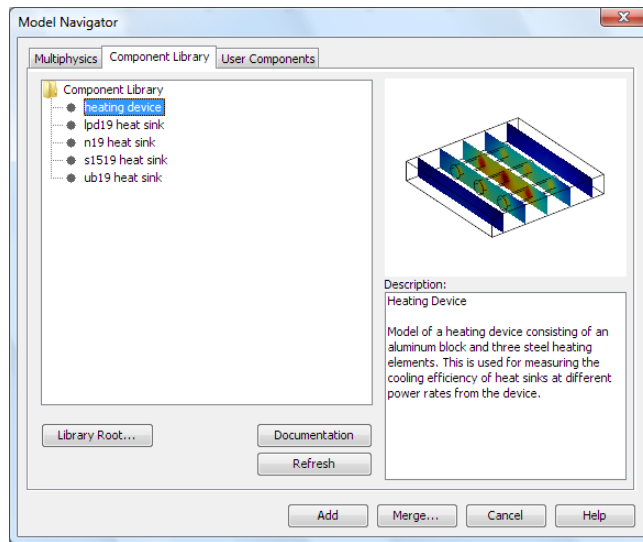 Model Navigator
Multiphysics
Component Library
User Components
Component Library
heating device
lpd19 heat sink
n19 heat sink
s1519 heat sink
ub19 heat sink
Description:
Heating Device
Model of a heating device consisting of an
aluminum block and three steel heating
elements. This is used for measuring the
cooling efficiency of heat sinks at different
power rates from the device.
Library Root...
Documentation
Refresh
Add
Merge...
Cancel
Help